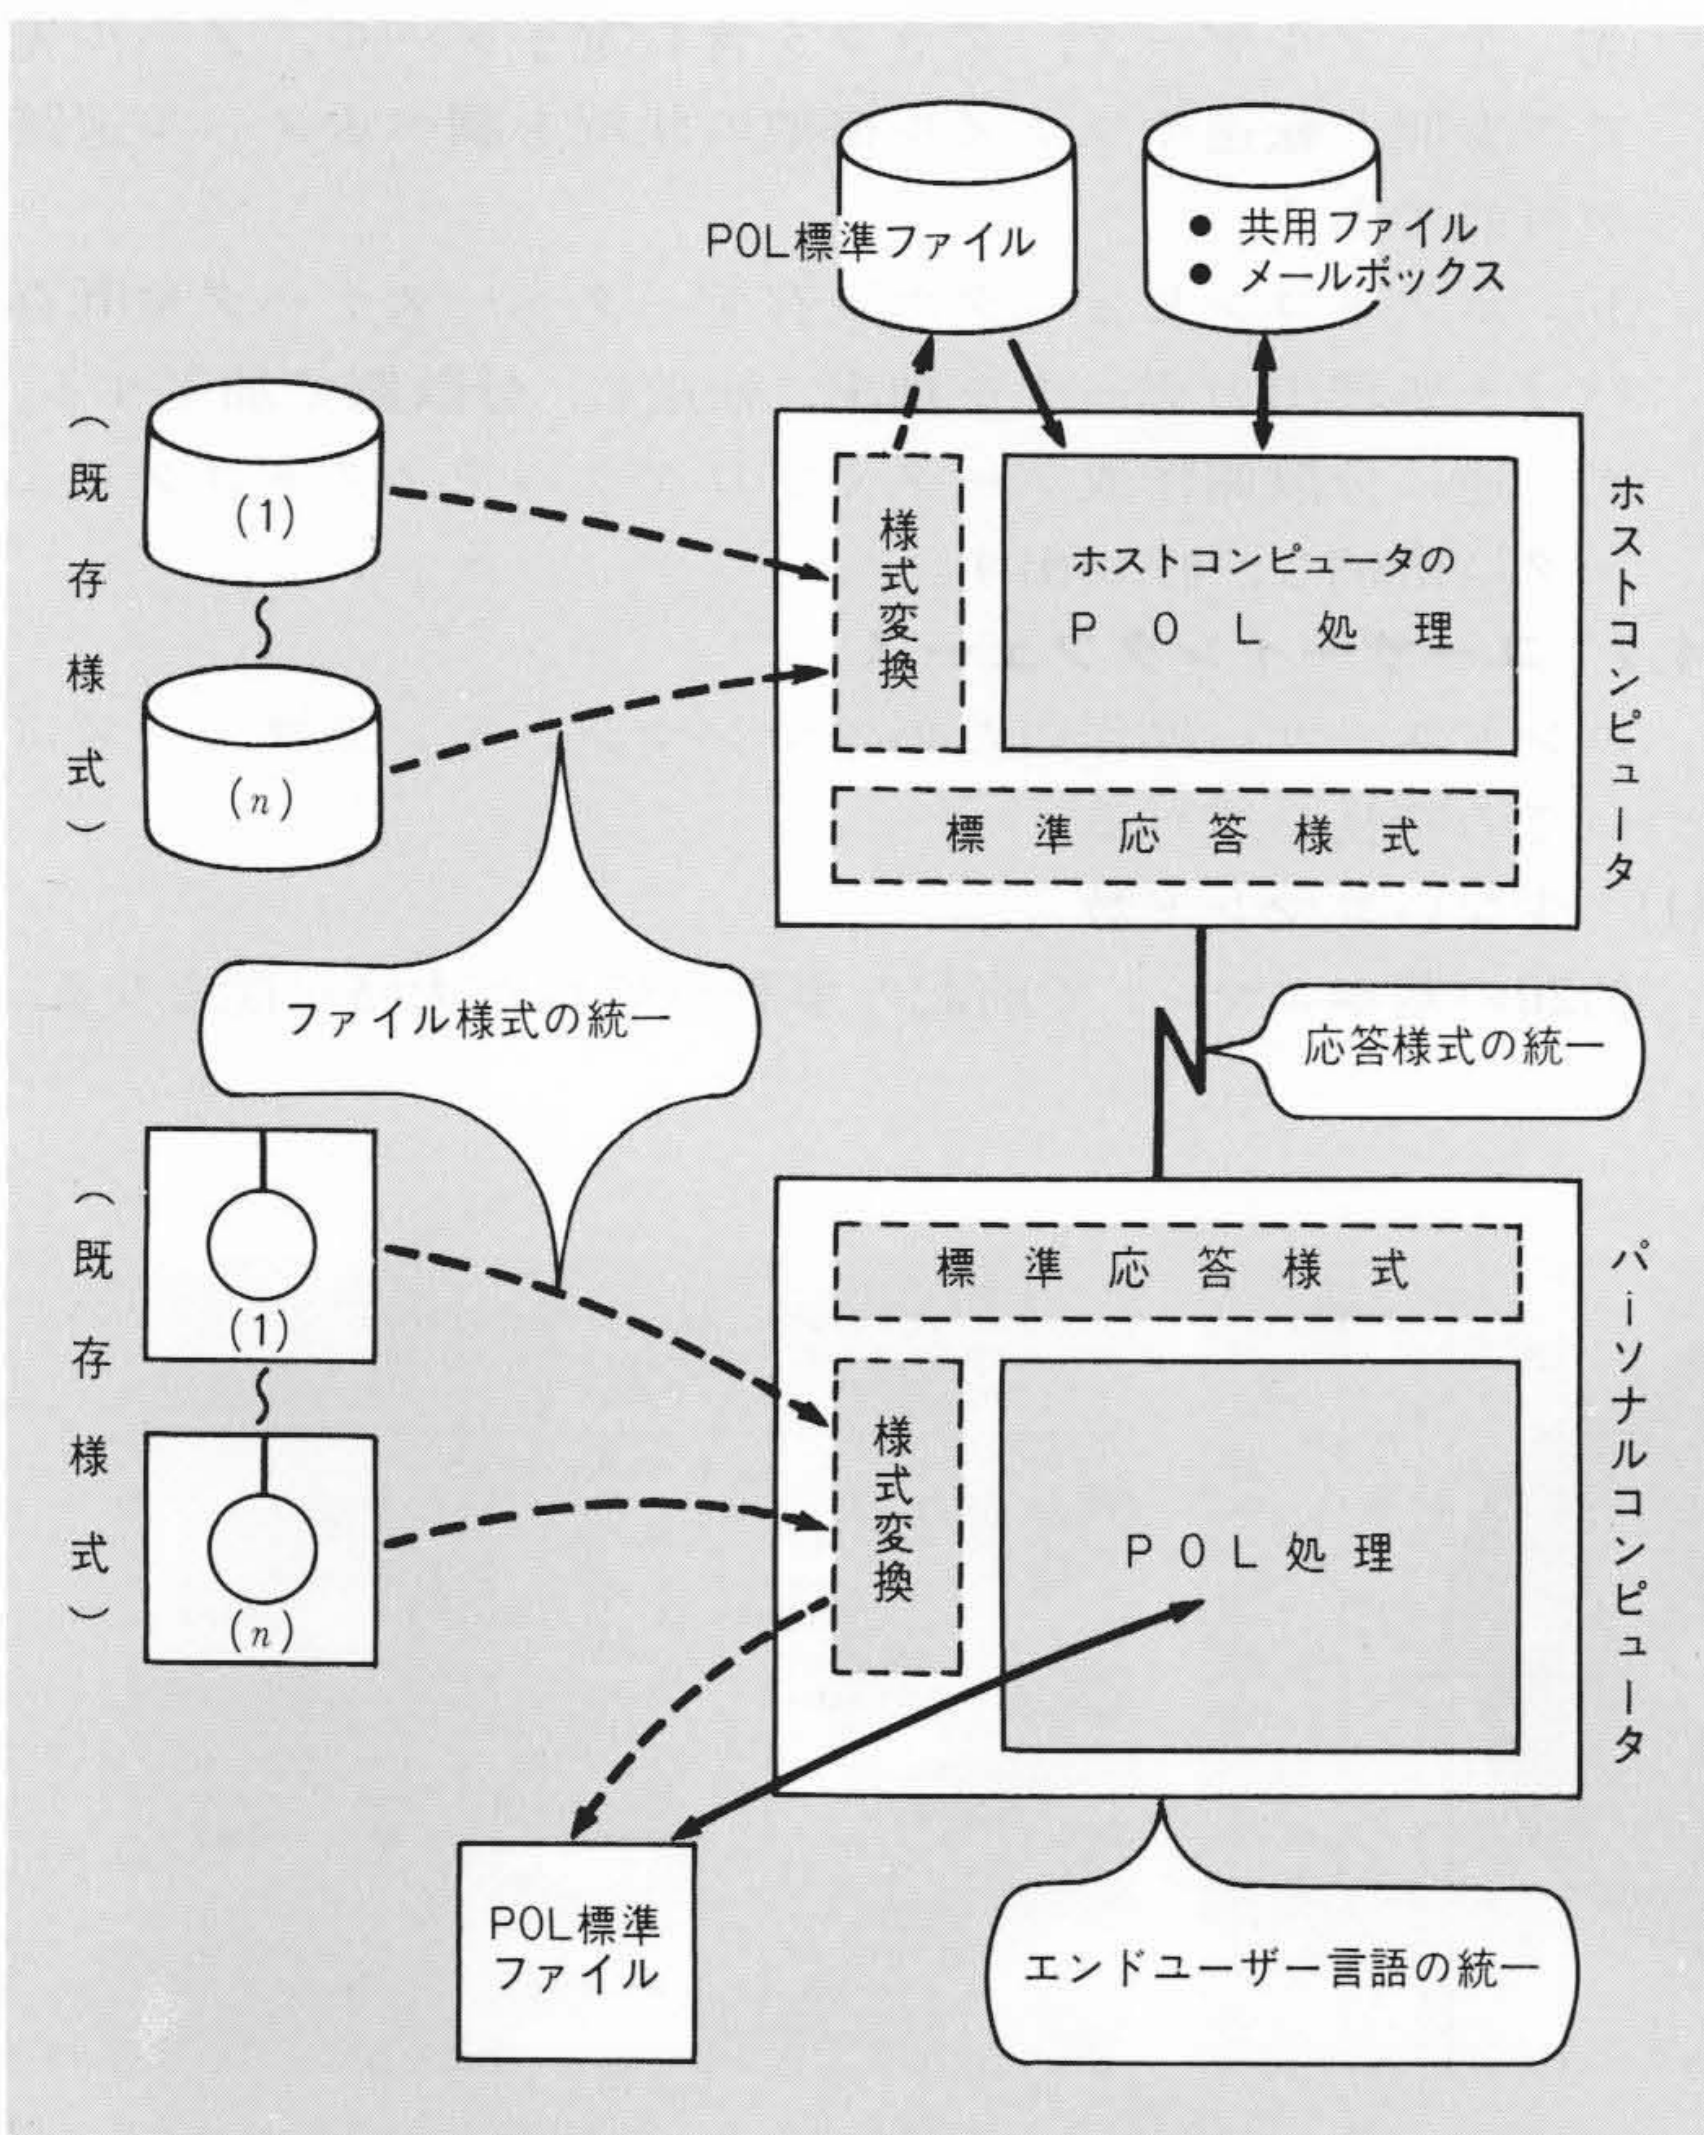 POL標準ファイル
● 共用ファイル
● メールボックス
(既存様式)
(1)
(n)
様式変換
ホストコンピュータの
POL処理
標準応答様式
ホストコンピュータ
ファイル様式の統一
応答様式の統一
(既存様式)
(1)
(n)
標準応答様式
様式変換
POL処理
パーソナルコンピュータ
POL標準
ファイル
エンドユーザー言語の統一